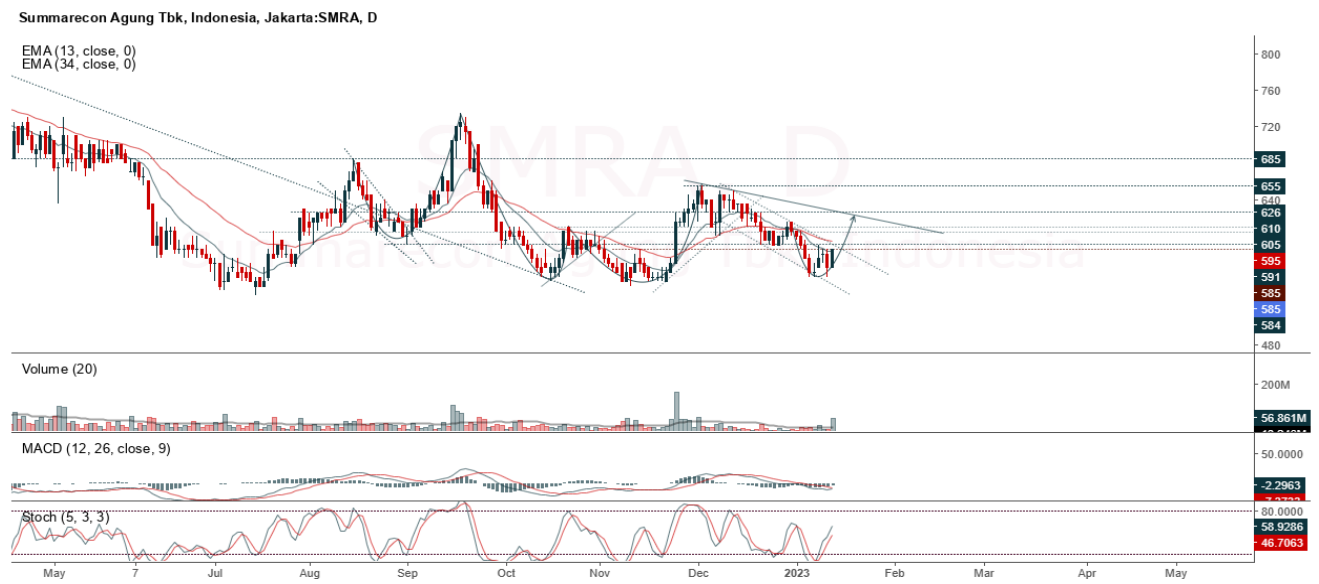 Summarecon Agung Tbk, Indonesia, Jakarta:SMRA, D
EMA (13, close, 0)
EMA (34, close, 0)
SMRA, D
800
760
720
685
655
640
626
610
605
595
591
585
585
584
480
Volume (20)
200M
56.861M
MACD (12, 26, close, 9)
50.0000
-2.2963
Stoch (5, 3, 3)
80.0000
58.9286
46.7063
May 7 Jul Aug Sep Oct Nov Dec 2023 Feb Mar Apr May